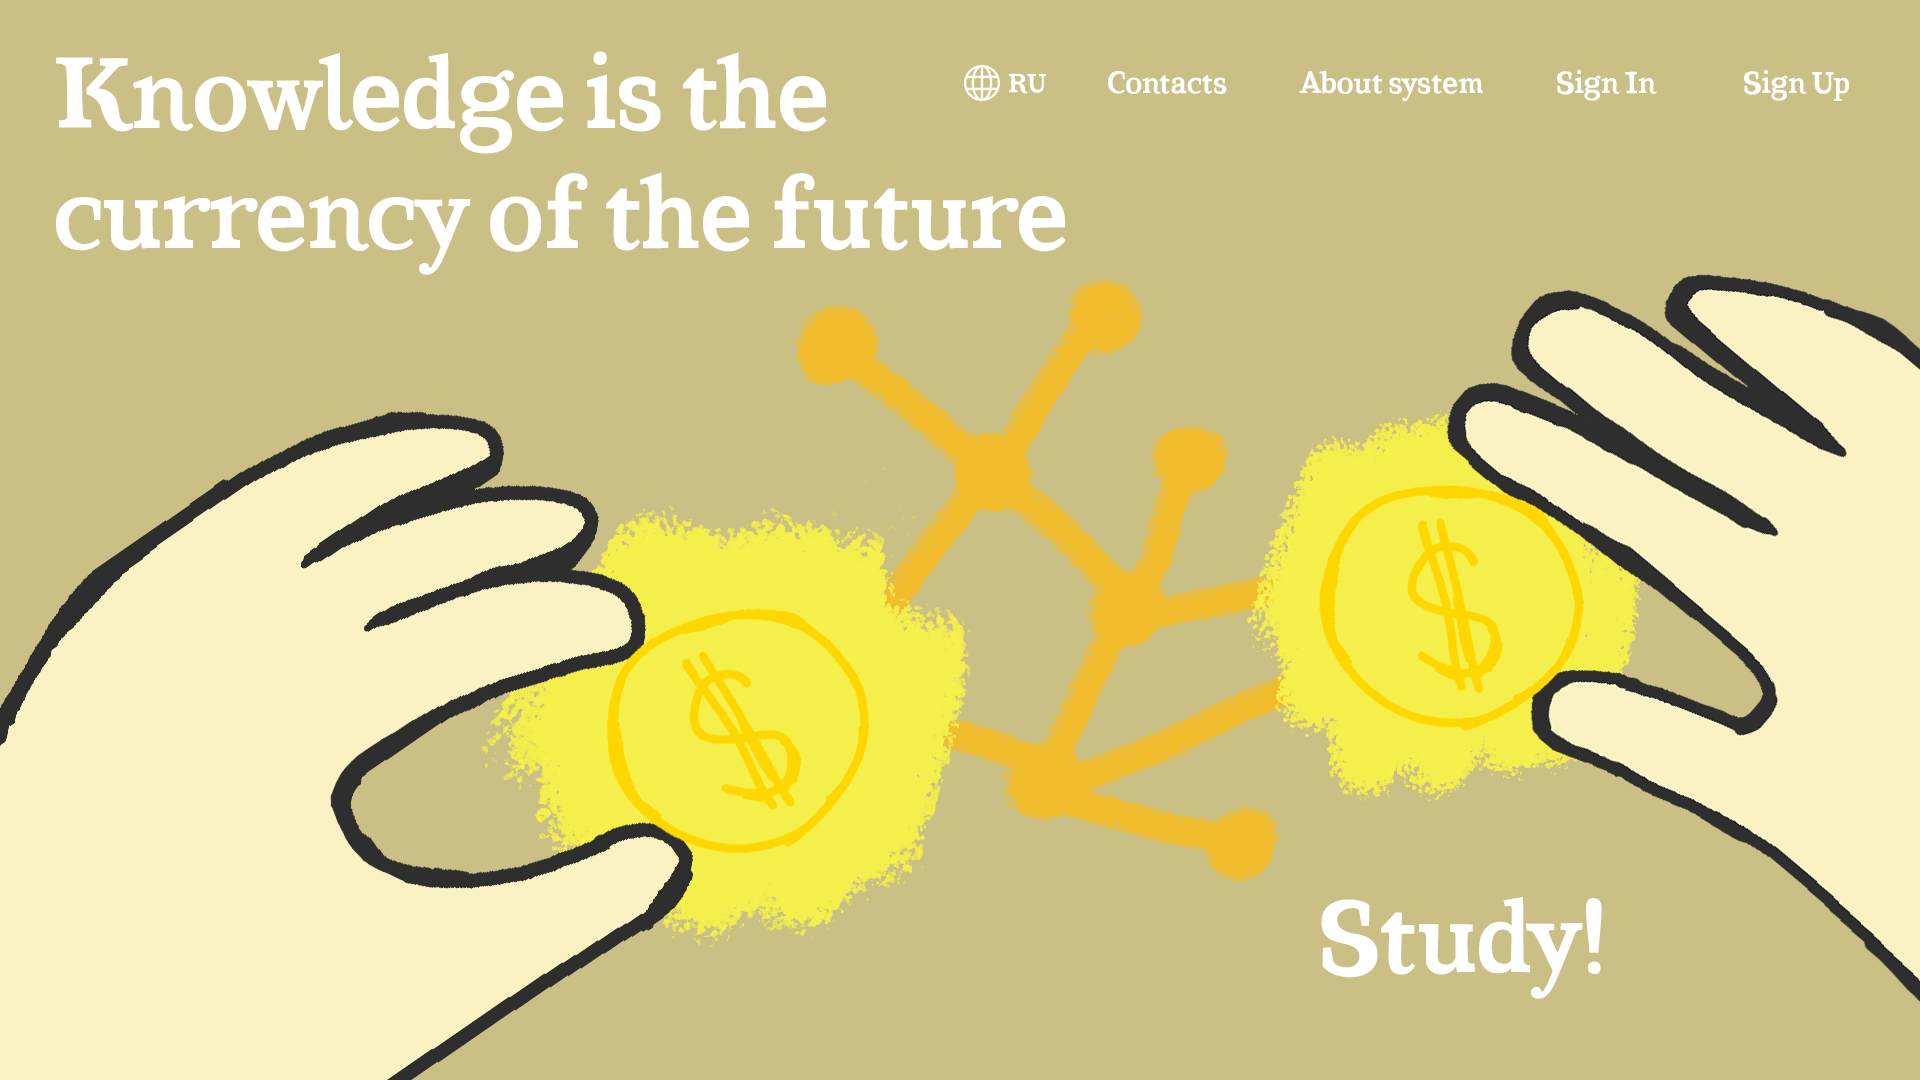 Knowledge is the
currency of the future
RU Contacts About system Sign In Sign Up
$
$
Study!